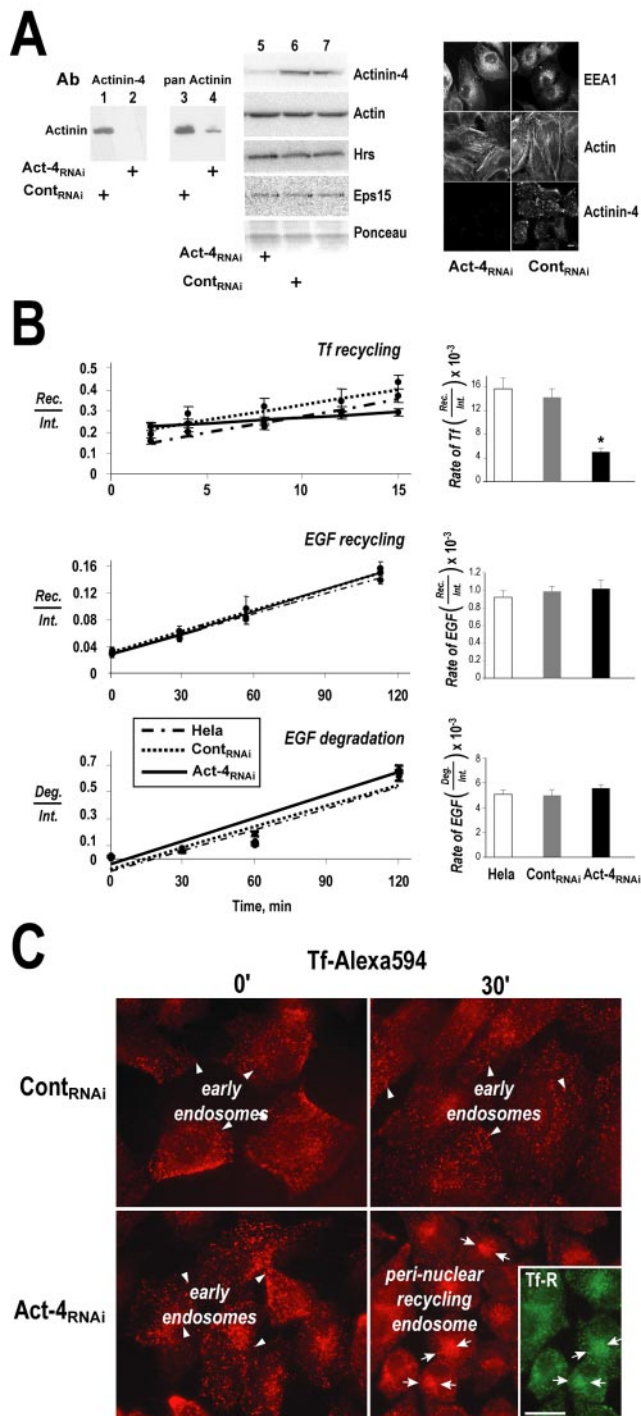 A
Ab Actinin-4 pan Actinin
1 2 3 4
Actinin
Act-4RNAi + +
ContRNAi + +
5 6 7
Actinin-4
Actin
Hrs
Eps15
Ponceau
Act-4RNAi +
ContRNAi +
EEA1
Actin
Actinin-4
Act-4RNAi ContRNAi
B
Tf recycling
Rec.
Int.
0.5
0.4
0.3
0.2
0.1
0
0 5 10 15
Rate of Tf (Rec./Int.) x 10-3
16
12
8
4
0
*
EGF recycling
Rec.
Int.
0.16
0.12
0.08
0.04
0
0 30 60 90 120
Rate of EGF (Rec./Int.) x 10-3
1.2
1.0
0.8
0.6
0.4
0.2
0
EGF degradation
Hela
ContRNAi
Act-4RNAi
Deg.
Int.
0.7
0.5
0.3
0.1
0
0 30 60 90 120
Time, min
Rate of EGF (Deg./Int.) x 10-3
8
6
4
2
0
Hela ContRNAi Act-4RNAi
C
Tf-Alexa594
0' 30'
ContRNAi
early
endosomes
early
endosomes
Act-4RNAi
early
endosomes
peri-nuclear
recycling
endosome
Tf-R